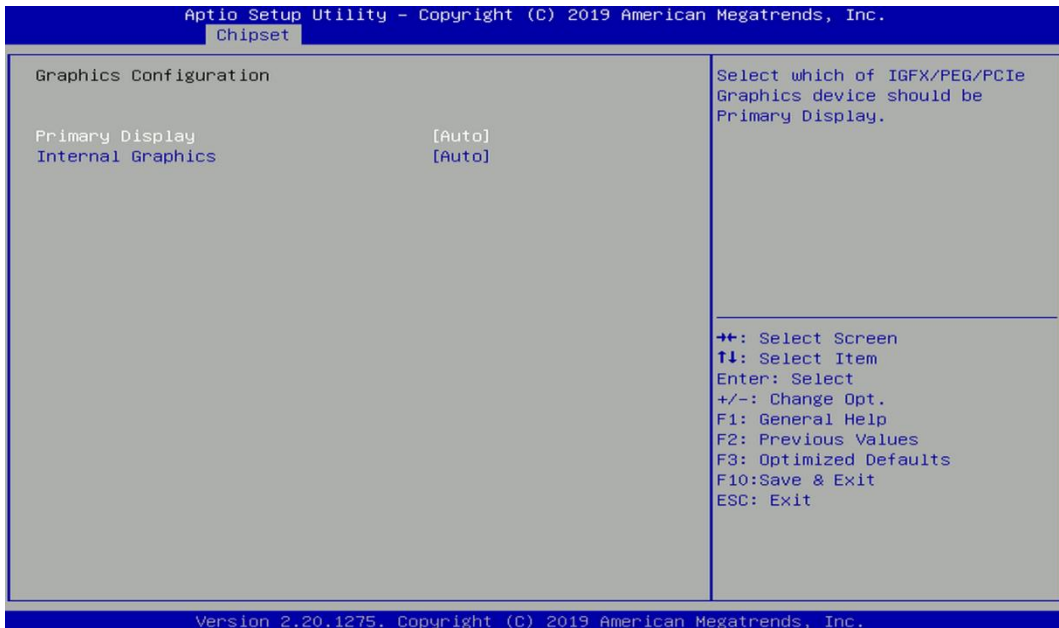 Aptio Setup Utility – Copyright (C) 2019 American Megatrends, Inc.
Chipset
Graphics Configuration
Primary Display [Auto]
Internal Graphics [Auto]
Select which of IGFX/PEG/PCIe
Graphics device should be
Primary Display.
→←: Select Screen
↑↓: Select Item
Enter: Select
+/-: Change Opt.
F1: General Help
F2: Previous Values
F3: Optimized Defaults
F10:Save & Exit
ESC: Exit
Version 2.20.1275. Copyright (C) 2019 American Megatrends, Inc.